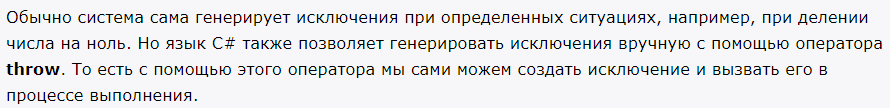 Обычно система сама генерирует исключения при определенных ситуациях, например, при делении
числа на ноль. Но язык C# также позволяет генерировать исключения вручную с помощью оператора
throw. То есть с помощью этого оператора мы сами можем создать исключение и вызвать его в
процессе выполнения.